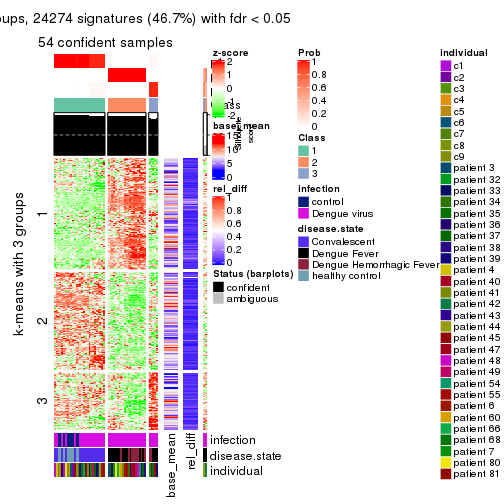 oups, 24274 signatures (46.7%) with fdr < 0.05
54 confident samples
k-means with 3 groups
1
2
3
base_mean
rel_diff
infection
disease.state
individual
z-score
2
1
0
-1
-2
base_mean
15
10
5
0
rel_diff
1
0.8
0.6
0.4
0.2
0
Status (barplots)
confident
ambiguous
Prob
1
0.8
0.6
0.4
0.2
0
Class
1
2
3
infection
control
Dengue virus
disease.state
Convalescent
Dengue Fever
Dengue Hemorrhagic Fever
healthy control
individual
c1
c2
c3
c4
c5
c6
c7
c8
c9
patient 3
patient 32
patient 33
patient 34
patient 35
patient 36
patient 37
patient 38
patient 39
patient 4
patient 40
patient 41
patient 42
patient 43
patient 44
patient 45
patient 47
patient 48
patient 49
patient 54
patient 55
patient 6
patient 60
patient 66
patient 68
patient 7
patient 80
patient 81